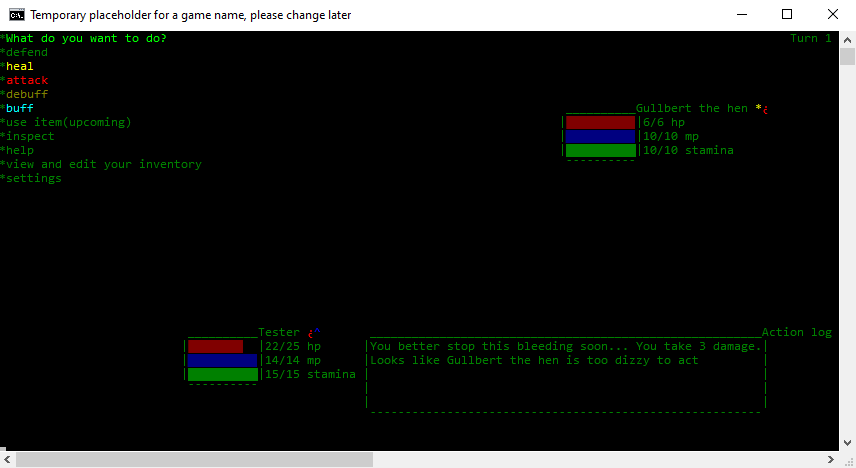 Temporary placeholder for a game name, please change later
*What do you want to do? Turn 1
*defend
*heal
*attack
*debuff
*buff
*use item(upcoming)
*inspect
*help
*view and edit your inventory
*settings
Gullbert the hen *¿
6/6 hp
10/10 mp
10/10 stamina
Tester ¿^
22/25 hp
14/14 mp
15/15 stamina
Action log
You better stop this bleeding soon... You take 3 damage.
Looks like Gullbert the hen is too dizzy to act